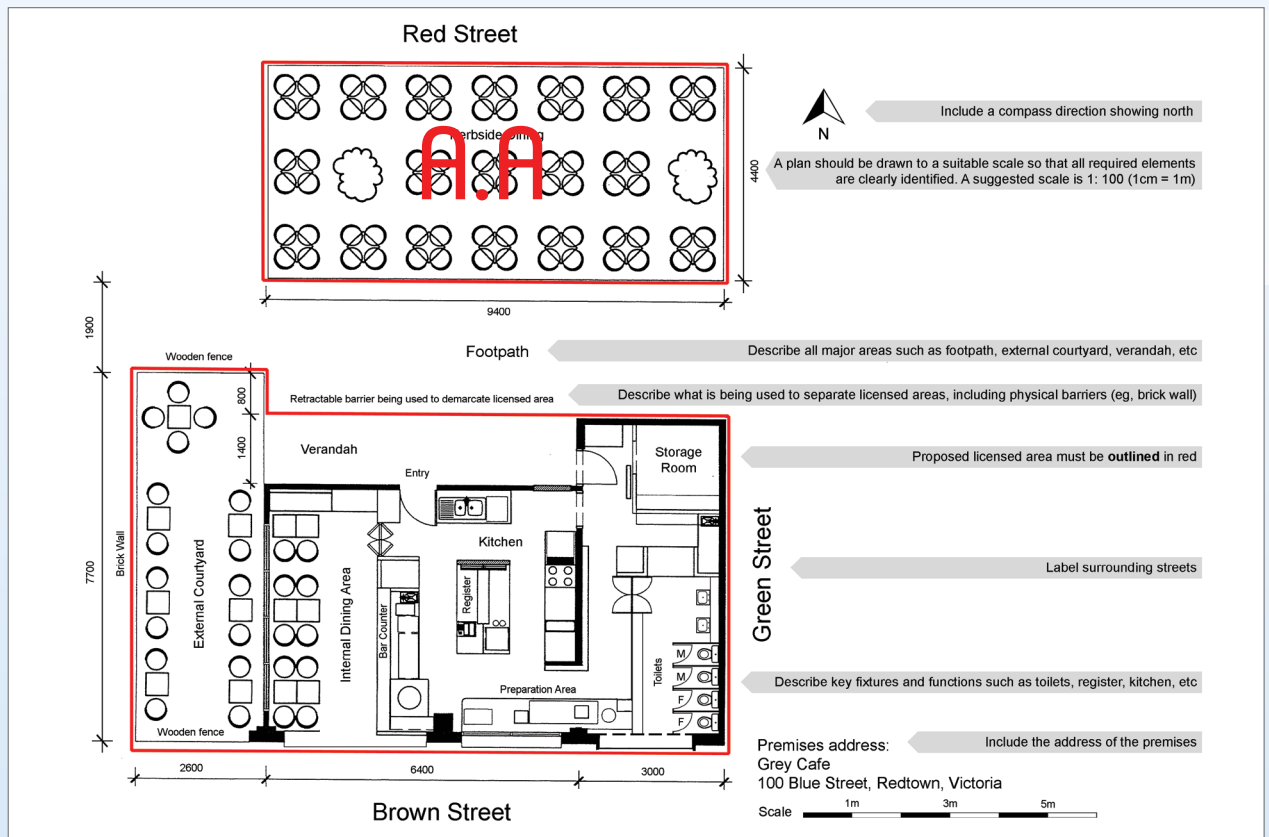 Red Street
Kerbside Dining
A.A
N
Include a compass direction showing north
4400
A plan should be drawn to a suitable scale so that all required elements
are clearly identified. A suggested scale is 1: 100 (1cm = 1m)
9400
1900
Footpath
Describe all major areas such as footpath, external courtyard, verandah, etc
Wooden fence
800
Retractable barrier being used to demarcate licensed area
Describe what is being used to separate licensed areas, including physical barriers (eg, brick wall)
1400
Verandah
Entry
Storage
Room
Proposed licensed area must be outlined in red
7700
Brick Wall
External Courtyard
Internal Dining Area
Bar Counter
Kitchen
Register
Green Street
Label surrounding streets
Toilets
M
M
F
F
Describe key fixtures and functions such as toilets, register, kitchen, etc
Preparation Area
Wooden fence
Premises address:
Include the address of the premises
Grey Cafe
100 Blue Street, Redtown, Victoria
2600
6400
3000
Brown Street
Scale
1m
3m
5m